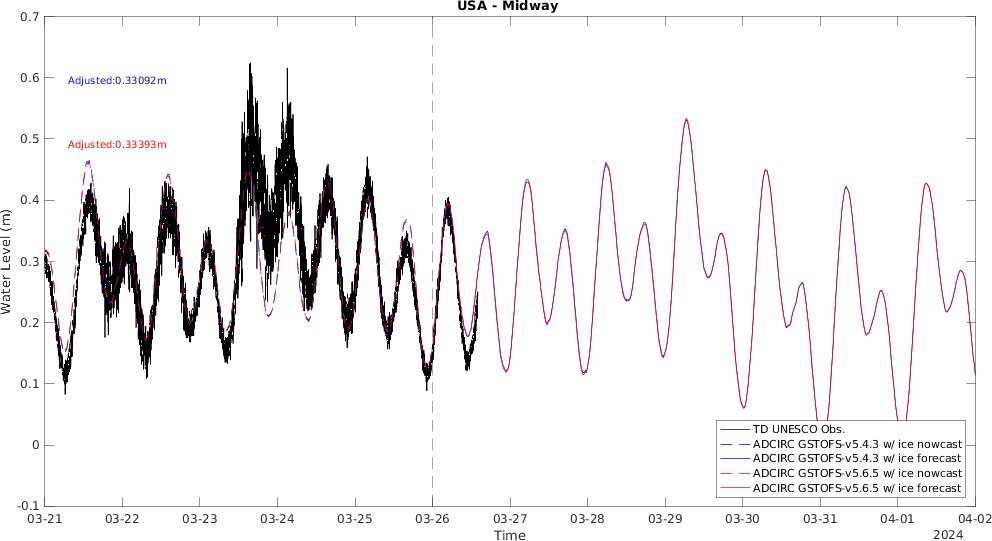 USA - Midway
0.7
0.6
0.5
0.4
0.3
0.2
0.1
0
-0.1
Water Level (m)
Adjusted:0.33092m
Adjusted:0.33393m
TD UNESCO Obs.
ADCIRC GSTOFS-v5.4.3 w/ ice nowcast
ADCIRC GSTOFS-v5.4.3 w/ ice forecast
ADCIRC GSTOFS-v5.6.5 w/ ice nowcast
ADCIRC GSTOFS-v5.6.5 w/ ice forecast
03-21 03-22 03-23 03-24 03-25 03-26 03-27 03-28 03-29 03-30 03-31 04-01 04-02
Time
2024